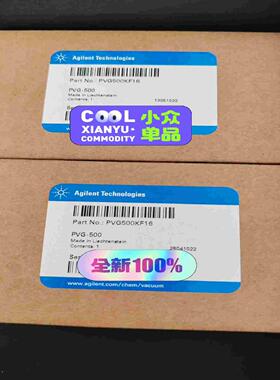 Agilent Technologies
Part No.: PVG500KF16
PVG-500
Made in Liechtenstein
Contents: 1
COOL 小众
XIANYU- 单品
COMMODITY
Agilent Technologies
Part No.: PVG500KF16
PVG-500
Made in Liechtenstein
Contents: 1
26041022
Ser
全新100%
www.agilent.com/chem/vacuum